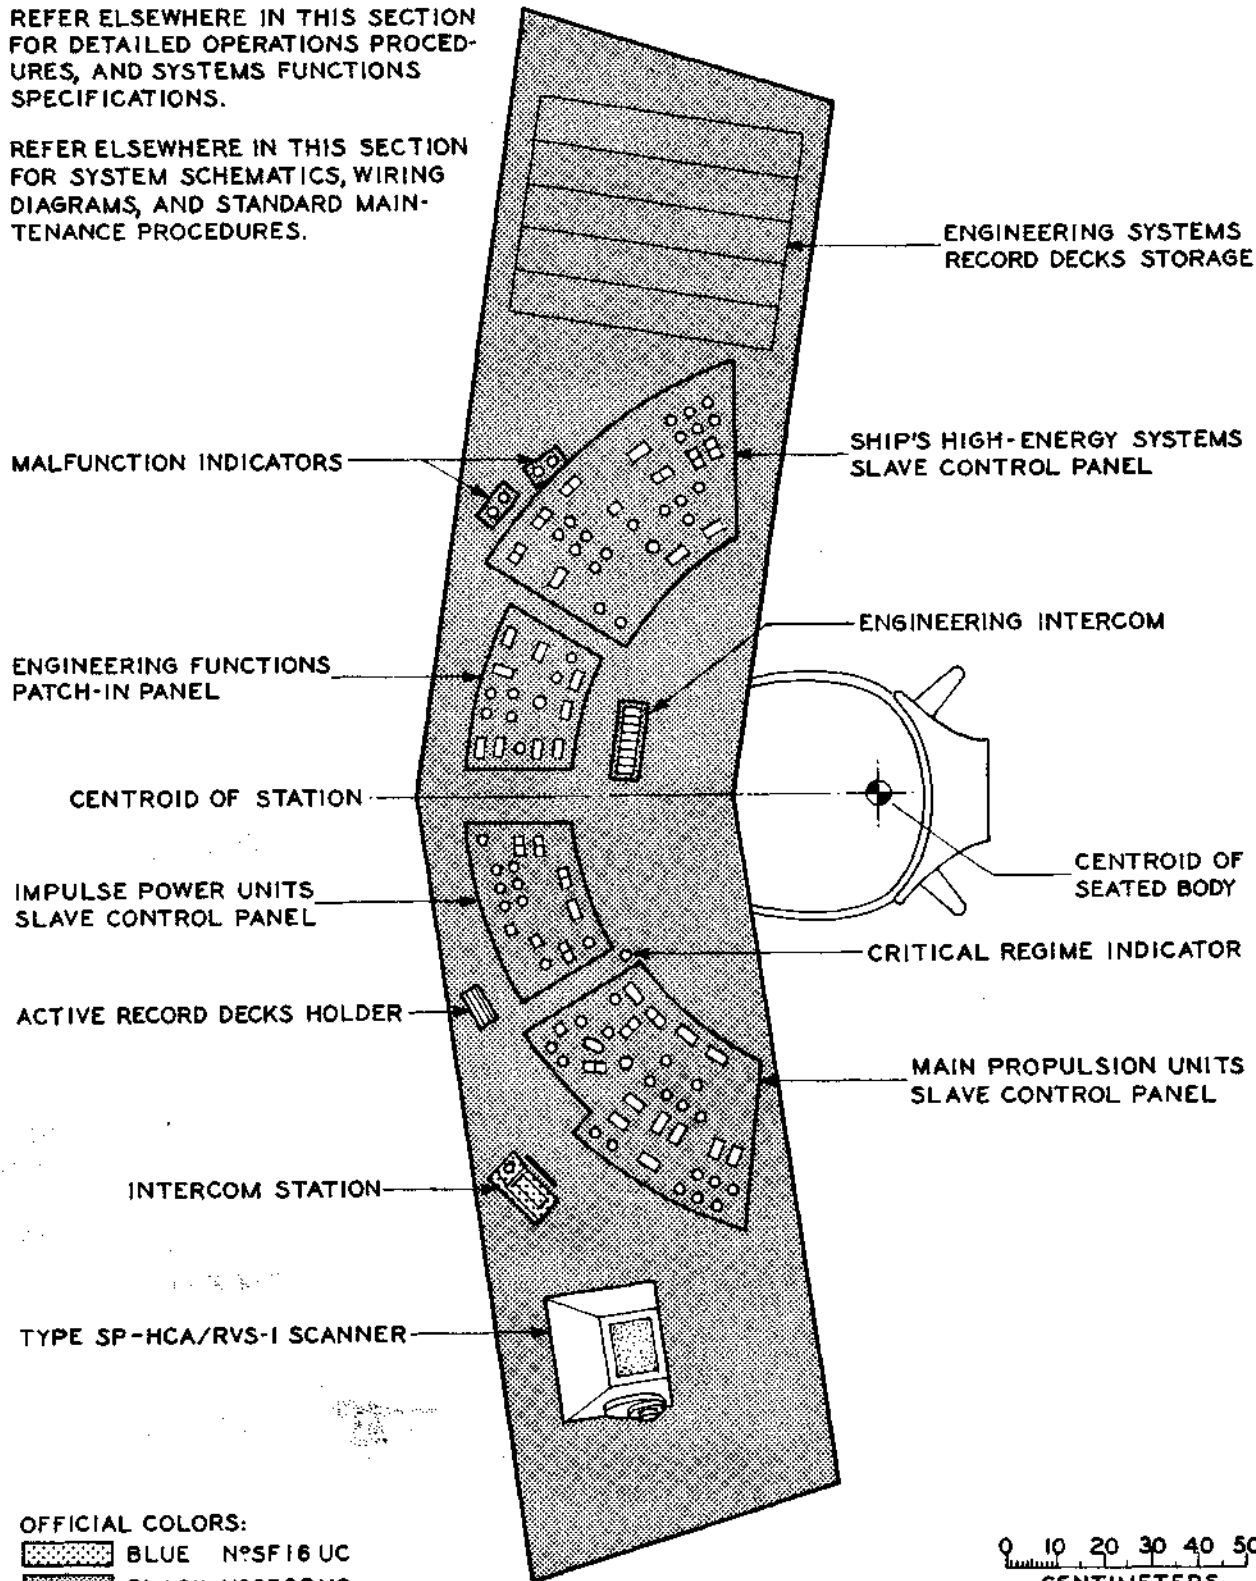 REFER ELSEWHERE IN THIS SECTION
FOR DETAILED OPERATIONS PROCED-
URES, AND SYSTEMS FUNCTIONS
SPECIFICATIONS.
REFER ELSEWHERE IN THIS SECTION
FOR SYSTEM SCHEMATICS, WIRING
DIAGRAMS, AND STANDARD MAIN-
TENANCE PROCEDURES.
ENGINEERING SYSTEMS
RECORD DECKS STORAGE
MALFUNCTION INDICATORS
SHIP'S HIGH-ENERGY SYSTEMS
SLAVE CONTROL PANEL
ENGINEERING INTERCOM
ENGINEERING FUNCTIONS
PATCH-IN PANEL
CENTROID OF STATION
CENTROID OF
SEATED BODY
IMPULSE POWER UNITS
SLAVE CONTROL PANEL
CRITICAL REGIME INDICATOR
ACTIVE RECORD DECKS HOLDER
MAIN PROPULSION UNITS
SLAVE CONTROL PANEL
INTERCOM STATION
TYPE SP-HCA/RVS-1 SCANNER
OFFICIAL COLORS:
BLUE NºSF16 UC
0 10 20 30 40 50
CENTIMETERS